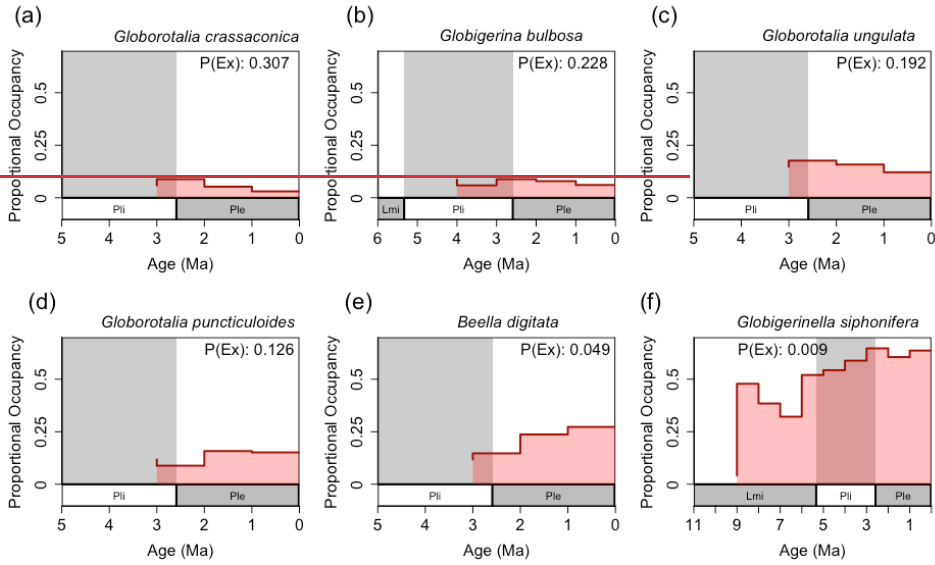 (a)
Globorotalia crassaconica
P(Ex): 0.307
Proportional Occupancy
0.5
0.25
0
Pli
Ple
5 4 3 2 1 0
Age (Ma)
(b)
Globigerina bulbosa
P(Ex): 0.228
Proportional Occupancy
0.5
0.25
0
Lmi
Pli
Ple
6 5 4 3 2 1 0
Age (Ma)
(c)
Globorotalia ungulata
P(Ex): 0.192
Proportional Occupancy
0.5
0.25
0
Pli
Ple
5 4 3 2 1 0
Age (Ma)
(d)
Globorotalia puncticuloides
P(Ex): 0.126
Proportional Occupancy
0.5
0.25
0
Pli
Ple
5 4 3 2 1 0
Age (Ma)
(e)
Beella digitata
P(Ex): 0.049
Proportional Occupancy
0.5
0.25
0
Pli
Ple
5 4 3 2 1 0
Age (Ma)
(f)
Globigerinella siphonifera
P(Ex): 0.009
Proportional Occupancy
0.5
0.25
0
Lmi
Pli
Ple
11 9 7 5 3 1
Age (Ma)